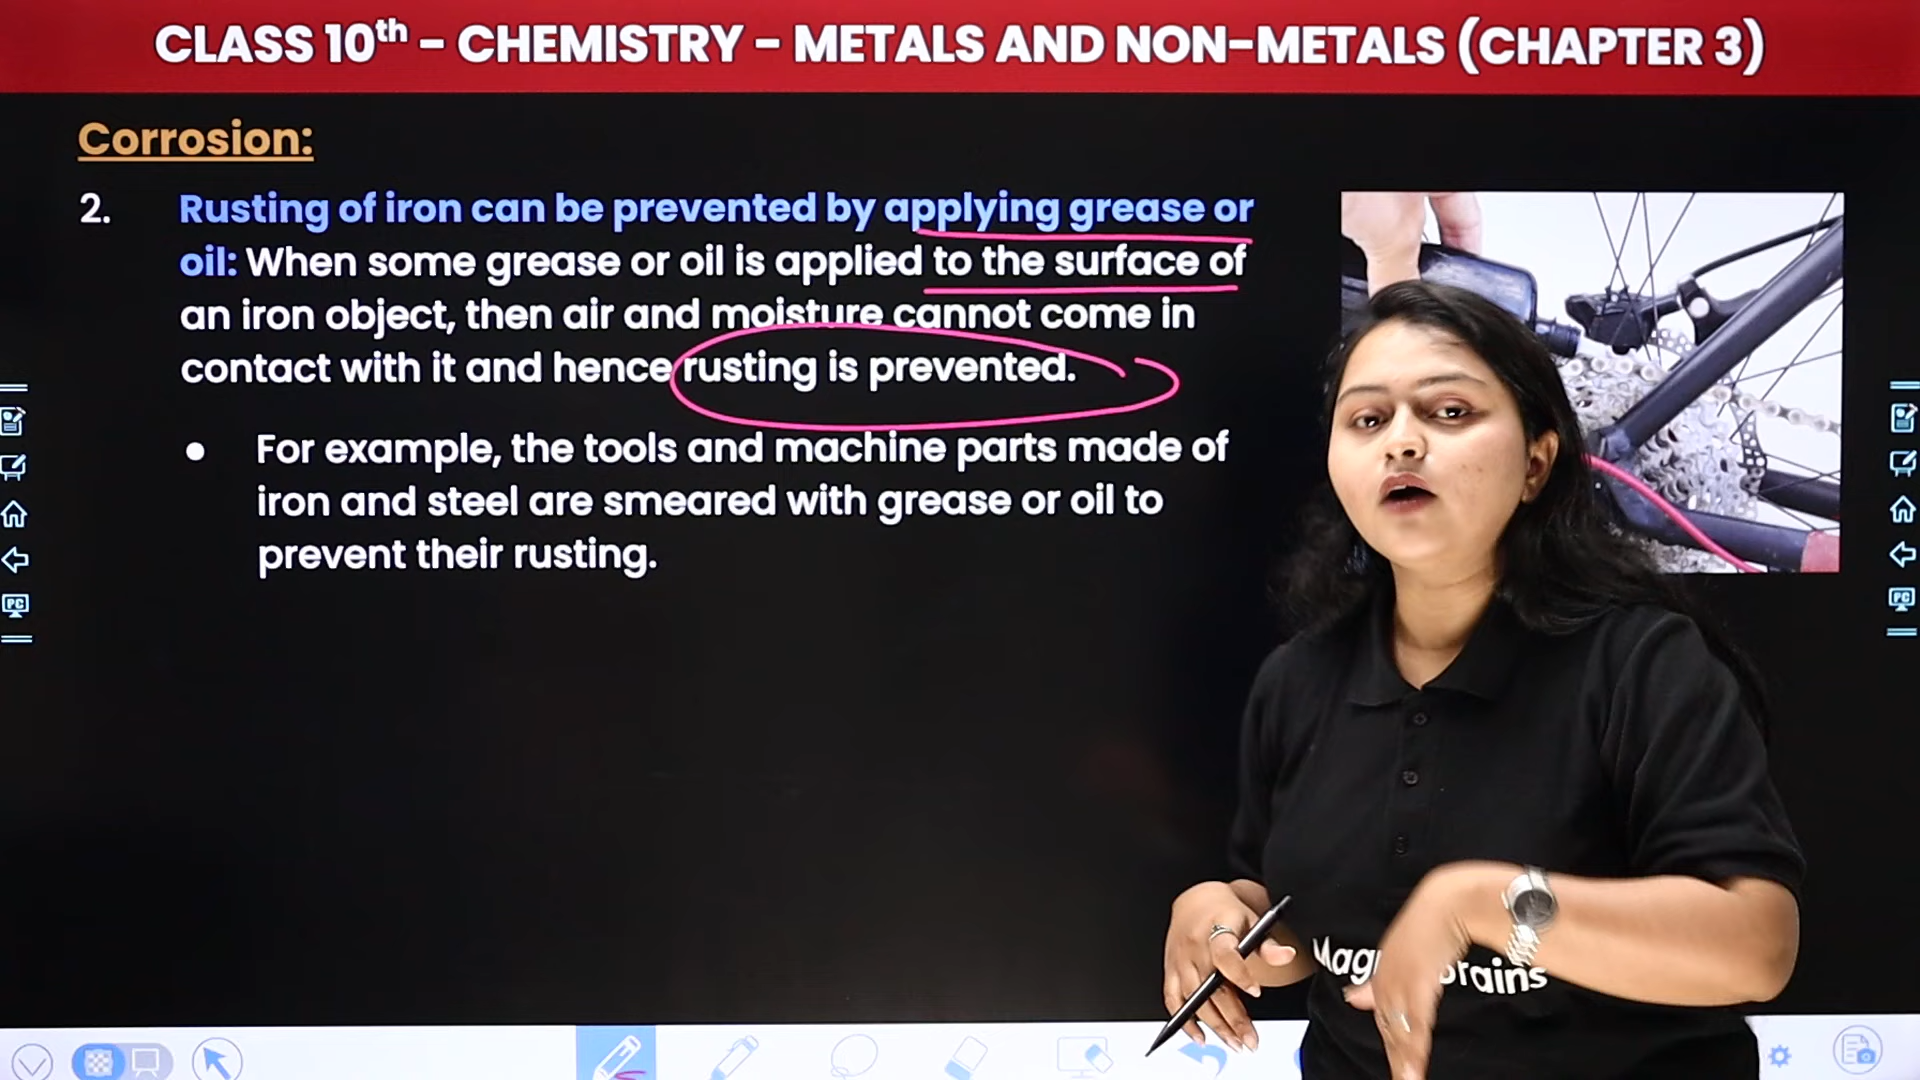 CLASS 10th - CHEMISTRY - METALS AND NON-METALS (CHAPTER 3)
Corrosion:
2. Rusting of iron can be prevented by applying grease or
oil: When some grease or oil is applied to the surface of
an iron object, then air and moisture cannot come in
contact with it and hence rusting is prevented.
● For example, the tools and machine parts made of
iron and steel are smeared with grease or oil to
prevent their rusting.
PC
PC